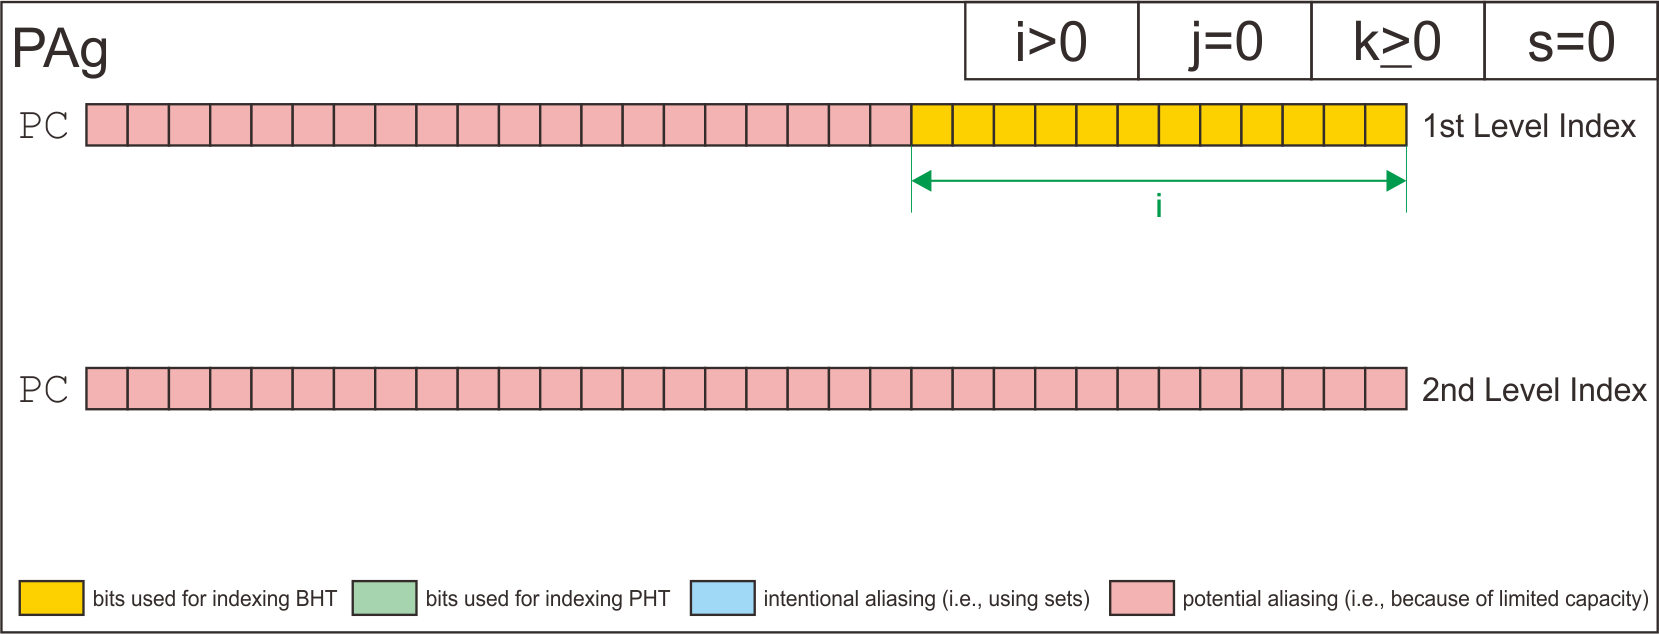 PAg
i>0 j=0 k≥0 s=0
PC 1st Level Index
i
PC 2nd Level Index
bits used for indexing BHT bits used for indexing PHT intentional aliasing (i.e., using sets) potential aliasing (i.e., because of limited capacity)